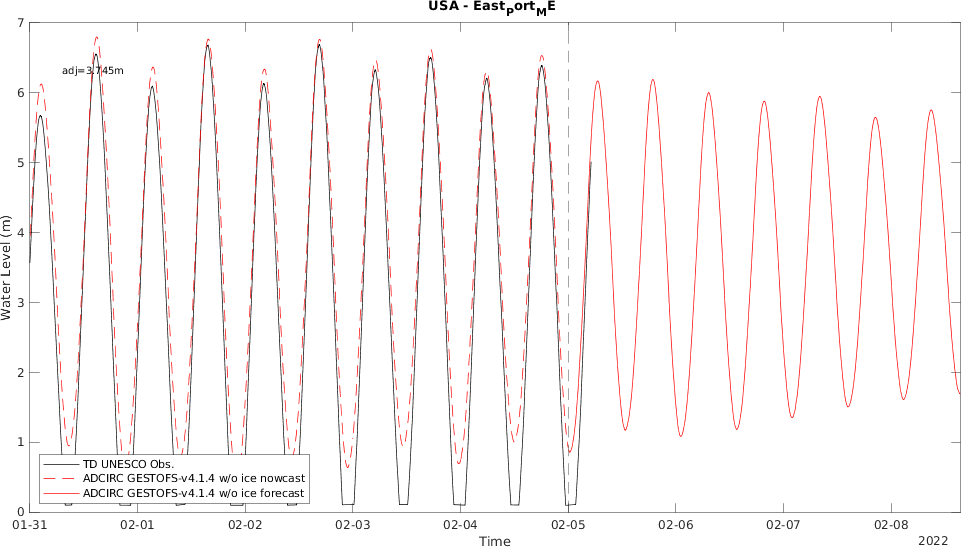 USA - EastPortME
7
adj=3.745m
6
5
4
Water Level (m)
3
2
1
TD UNESCO Obs.
ADCIRC GESTOFS-v4.1.4 w/o ice nowcast
ADCIRC GESTOFS-v4.1.4 w/o ice forecast
0
01-31 02-01 02-02 02-03 02-04 02-05 02-06 02-07 02-08
Time
2022